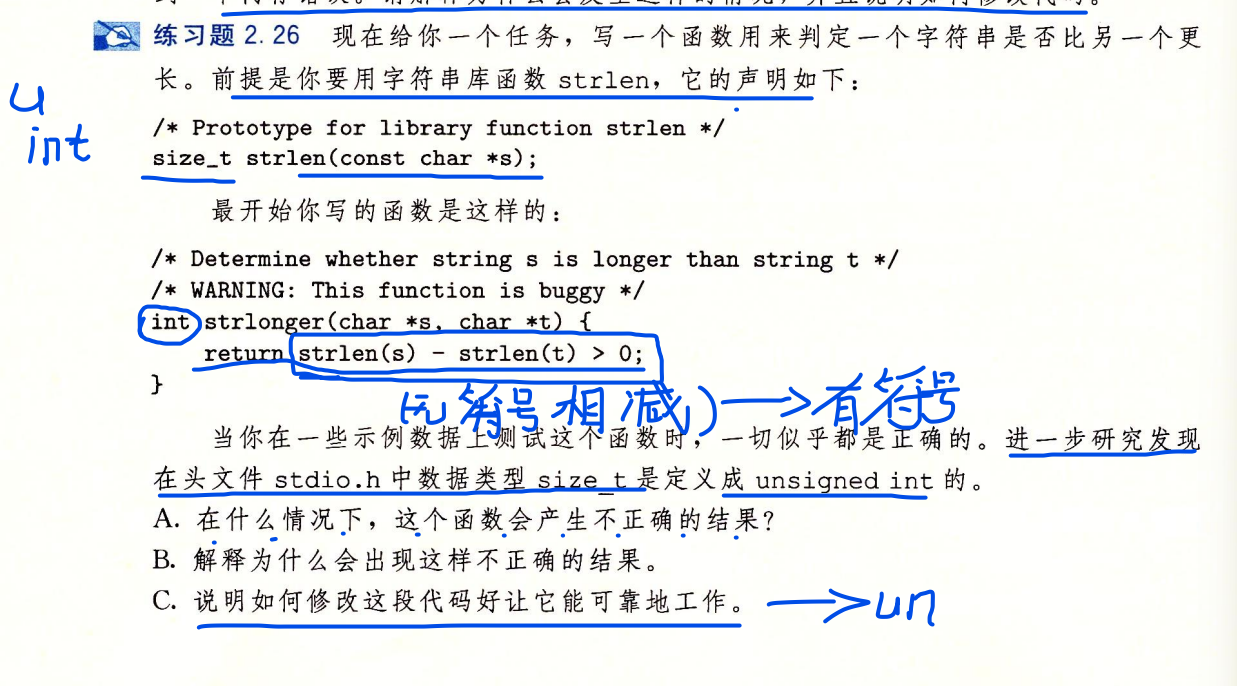 练习题 2.26 现在给你一个任务，写一个函数用来判定一个字符串是否比另一个更
长。前提是你要用字符串库函数 strlen，它的声明如下：
u
int
/* Prototype for library function strlen */
size_t strlen(const char *s);
最开始你写的函数是这样的：
/* Determine whether string s is longer than string t */
/* WARNING: This function is buggy */
int strlonger(char *s, char *t) {
return strlen(s) - strlen(t) > 0;
}
(无符号相减) → 有符号
当你在一些示例数据上测试这个函数时，一切似乎都是正确的。进一步研究发现
在头文件 stdio.h 中数据类型 size_t 是定义成 unsigned int 的。
A. 在什么情况下，这个函数会产生不正确的结果？
B. 解释为什么会出现这样不正确的结果。
C. 说明如何修改这段代码好让它能可靠地工作。 → un